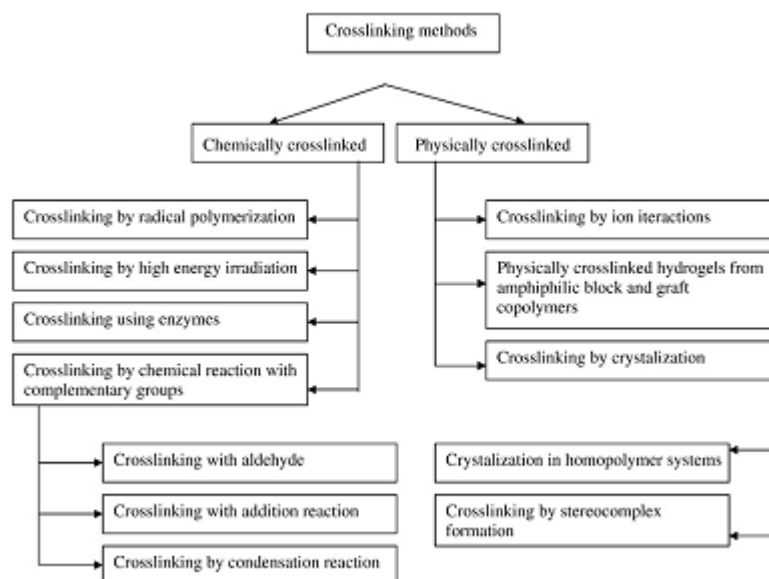 Crosslinking methods
Chemically crosslinked
Physically crosslinked
Crosslinking by radical polymerization
Crosslinking by high energy irradiation
Crosslinking using enzymes
Crosslinking by chemical reaction with
complementary groups
Crosslinking with aldehyde
Crosslinking with addition reaction
Crosslinking by condensation reaction
Crosslinking by ion iteractions
Physically crosslinked hydrogels from
amphiphilic block and graft
copolymers
Crosslinking by crystalization
Crystalization in homopolymer systems
Crosslinking by stereocomplex
formation